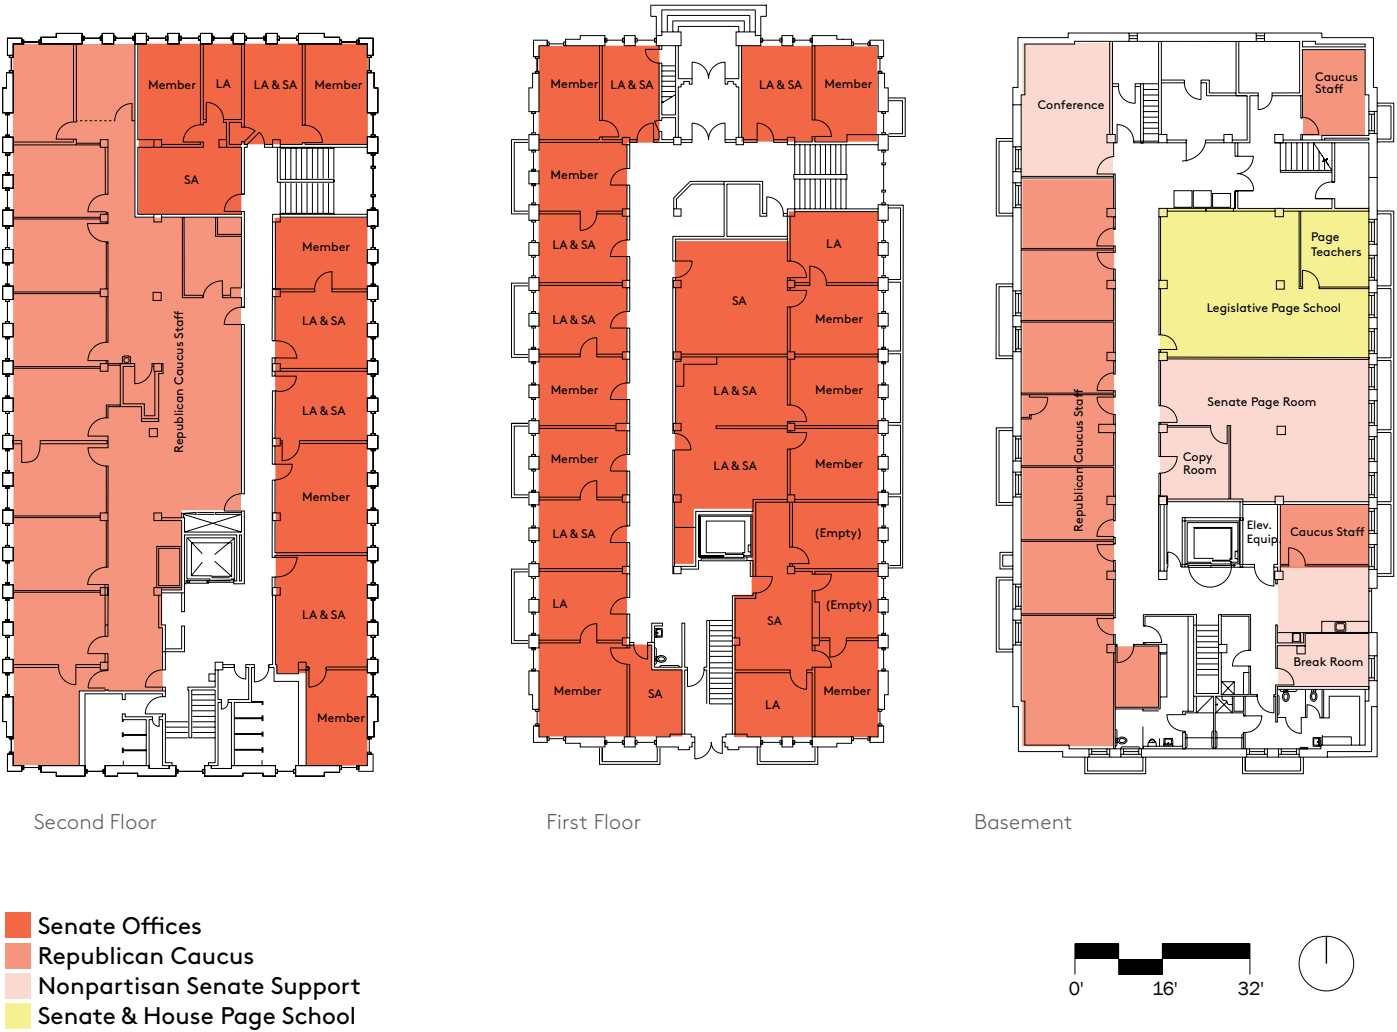 Member
LA
LA & SA
Member
SA
Member
LA & SA
LA & SA
Member
LA & SA
Member
Republican Caucus Staff
Second Floor
Member
LA & SA
LA & SA
Member
Member
LA & SA
LA & SA
Member
Member
LA & SA
LA
Member
SA
LA
SA
Member
LA & SA
Member
LA & SA
Member
(Empty)
(Empty)
SA
LA
Member
First Floor
Conference
Caucus
Staff
Page
Teachers
Legislative Page School
Senate Page Room
Copy
Room
Republican Caucus Staff
Elev.
Equip.
Caucus Staff
Break Room
Basement
Senate Offices
Republican Caucus
Nonpartisan Senate Support
Senate & House Page School
0' 16' 32'